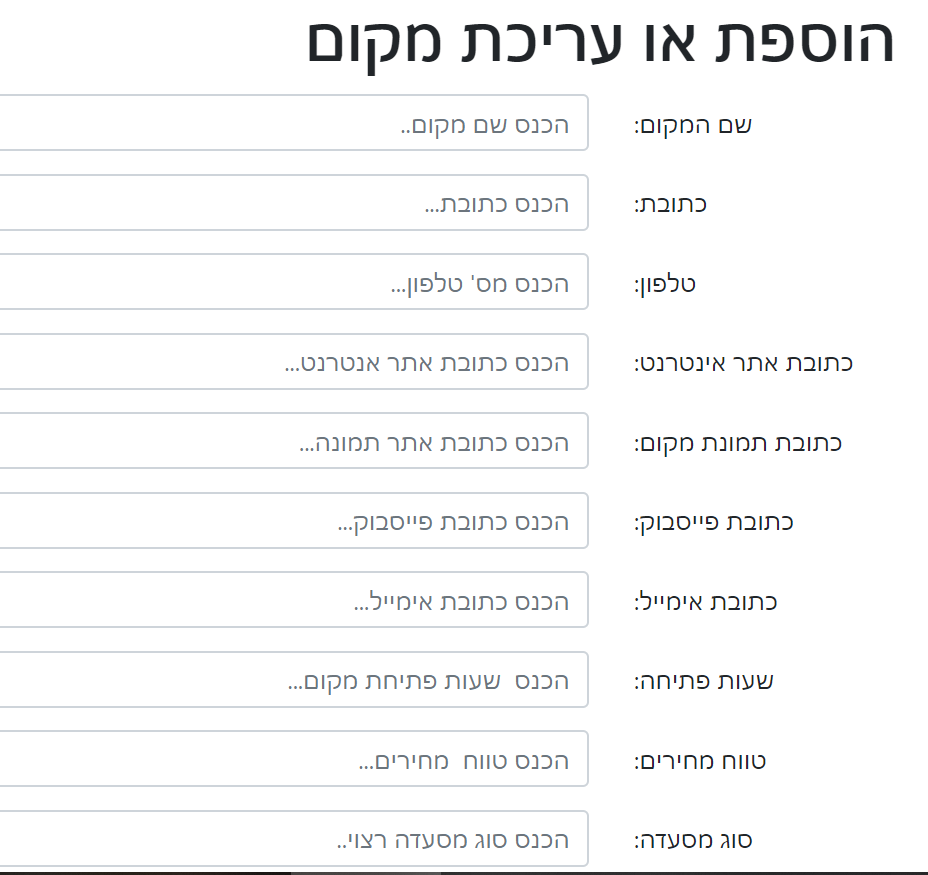 הוספת או עריכת מקום
שם המקום: הכנס שם מקום..
כתובת: הכנס כתובת...
טלפון: הכנס מס' טלפון...
כתובת אתר אינטרנט: הכנס כתובת אתר אנטרנט...
כתובת תמונת מקום: הכנס כתובת אתר תמונה...
כתובת פייסבוק: הכנס כתובת פייסבוק...
כתובת אימייל: הכנס כתובת אימייל...
שעות פתיחה: הכנס  שעות פתיחת מקום...
טווח מחירים: הכנס טווח  מחירים...
סוג מסעדה: הכנס סוג מסעדה רצוי..